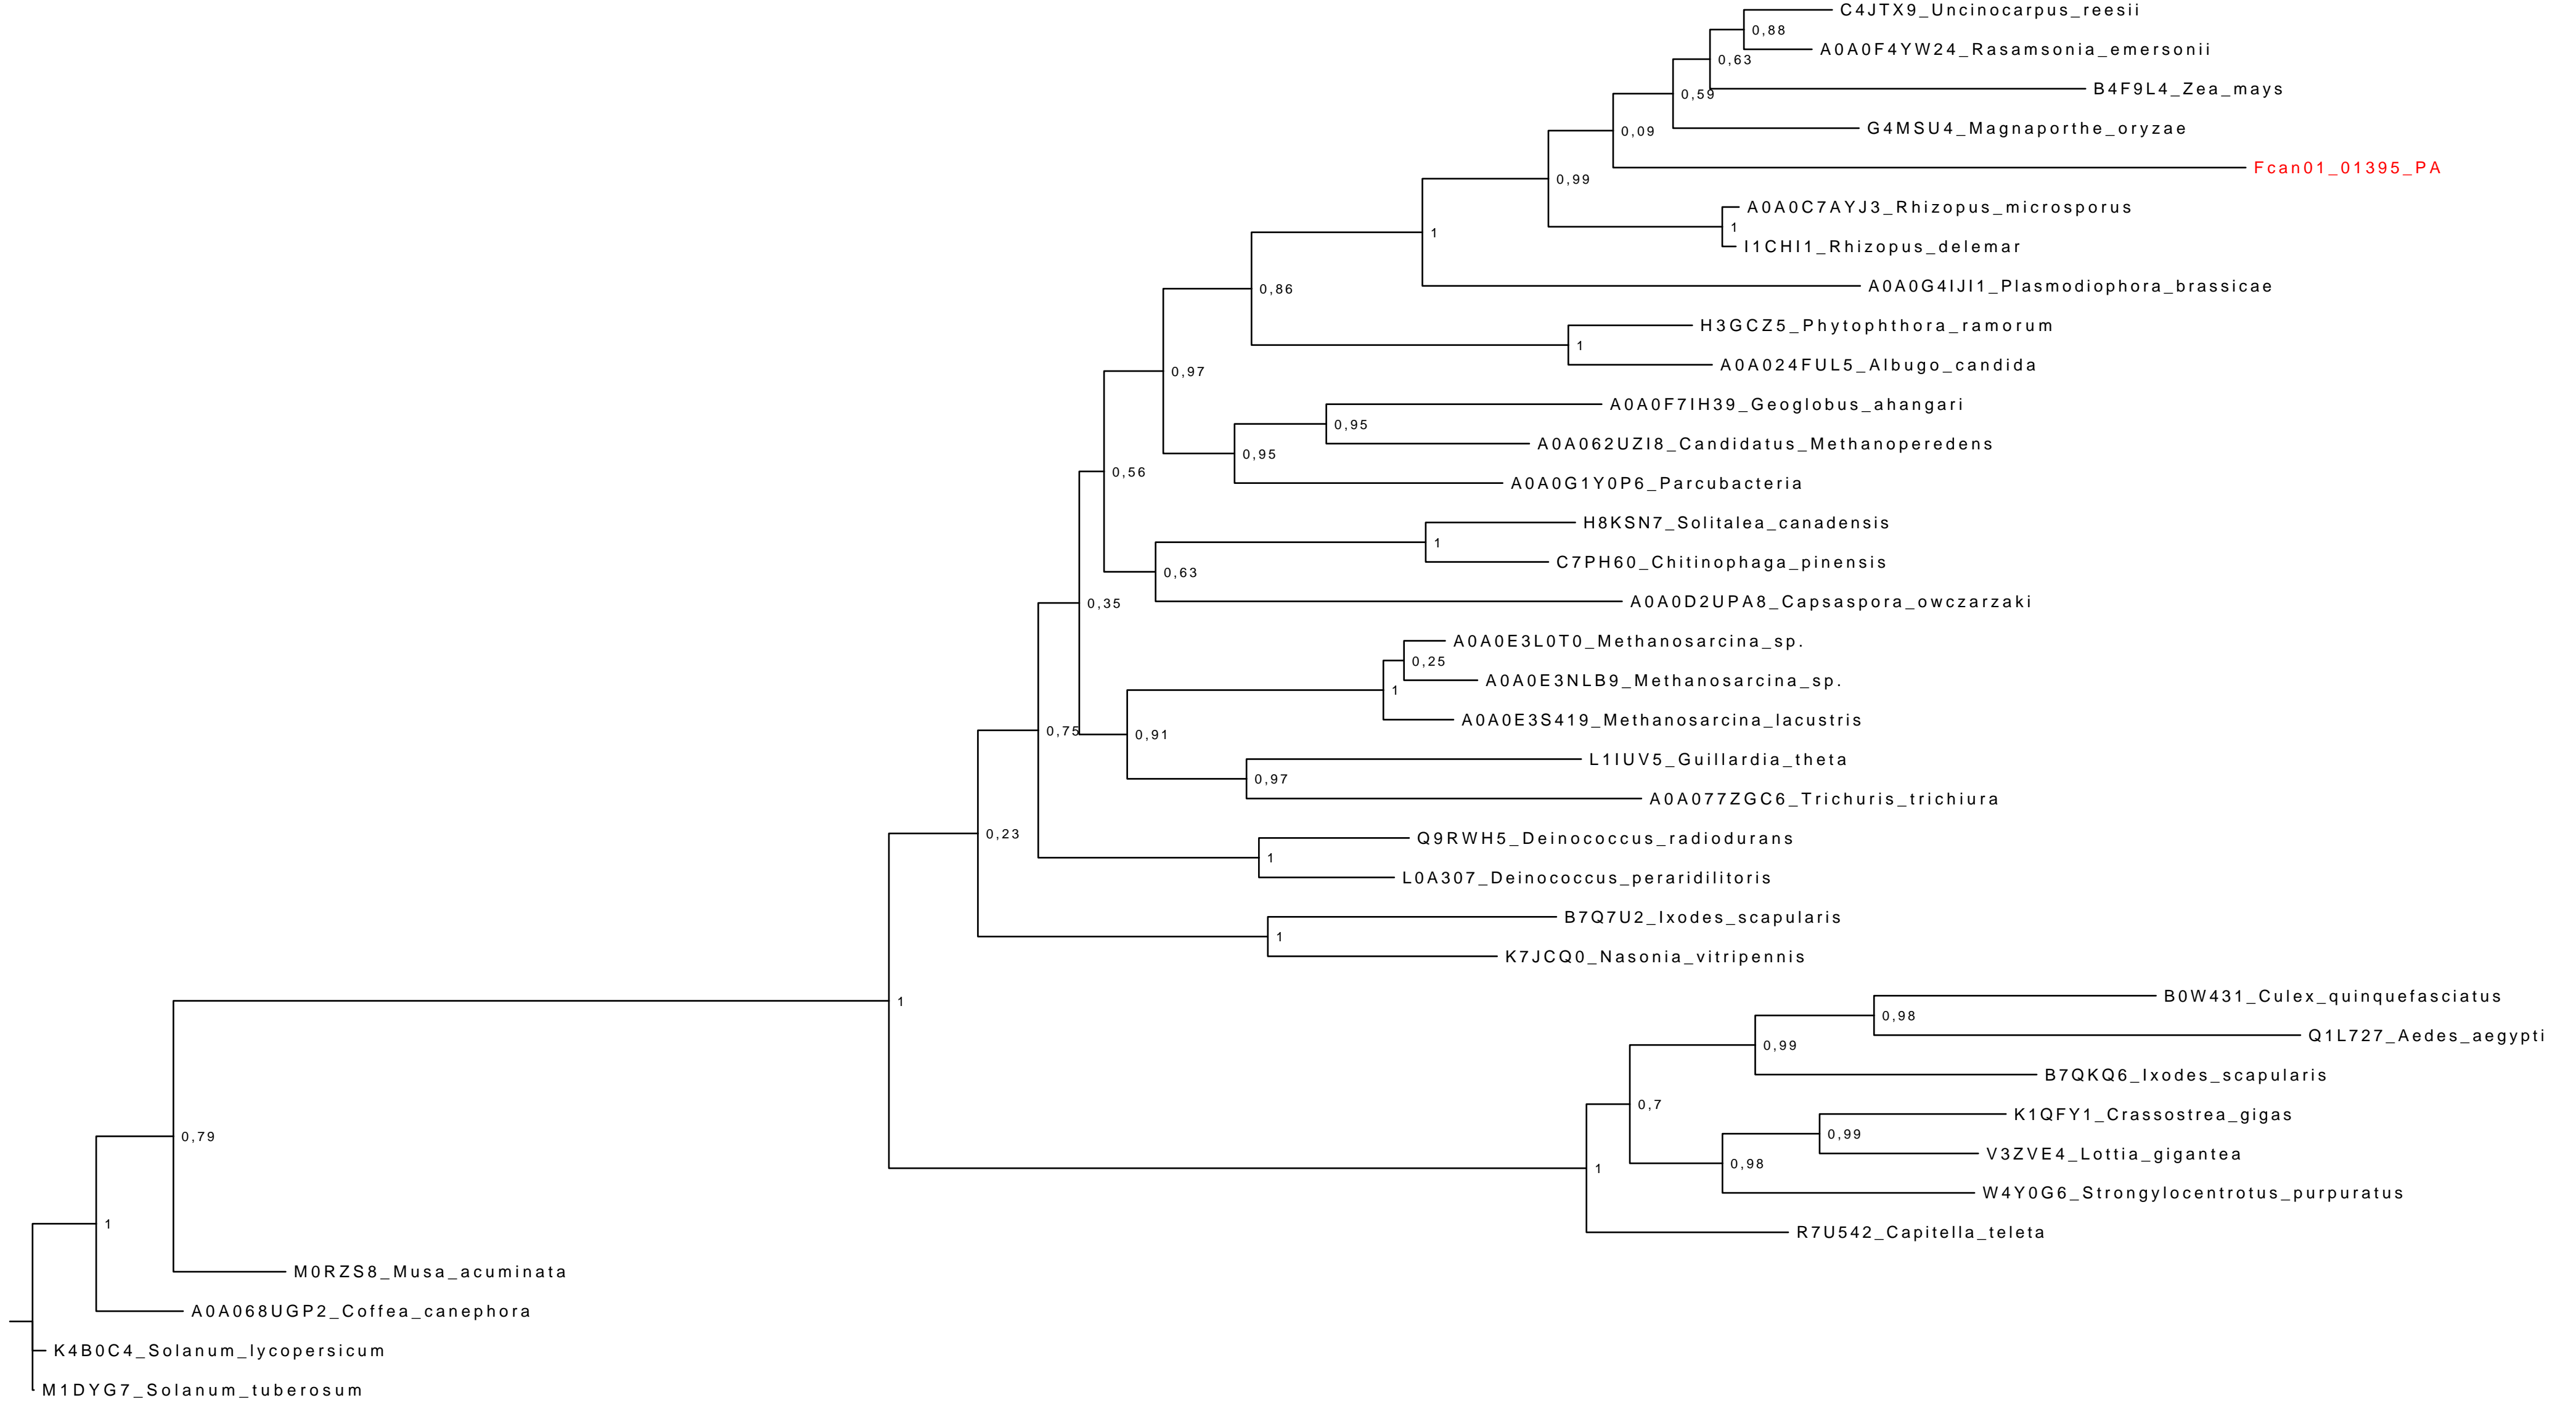 C4JTX9_Uncinocarpus_reesii
0,88
A0A0F4YW24_Rasamsonia_emersonii
0,63
B4F9L4_Zea_mays
0,59
G4MSU4_Magnaporthe_oryzae
0,09
Fcan01_01395_PA
0,99
A0A0C7AYJ3_Rhizopus_microsporus
1
I1CHI1_Rhizopus_delemar
1
A0A0G4IJI1_Plasmodiophora_brassicae
0,86
H3GCZ5_Phytophthora_ramorum
1
A0A024FUL5_Albugo_candida
0,97
A0A0F7IH39_Geoglobus_ahangari
0,95
A0A062UZI8_Candidatus_Methanoperedens
0,95
0,56
A0A0G1Y0P6_Parcubacteria
H8KSN7_Solitalea_canadensis
1
C7PH60_Chitinophaga_pinensis
0,63
A0A0D2UPA8_Capsaspora_owczarzaki
0,35
A0A0E3L0T0_Methanosarcina_sp.
0,25
A0A0E3NLB9_Methanosarcina_sp.
1
A0A0E3S419_Methanosarcina_lacustris
0,75
0,91
L1IUV5_Guillardia_theta
0,97
A0A077ZGC6_Trichuris_trichiura
0,23
Q9RWH5_Deinococcus_radiodurans
1
L0A307_Deinococcus_peraridilitoris
B7Q7U2_Ixodes_scapularis
1
K7JCQ0_Nasonia_vitripennis
1
B0W431_Culex_quinquefasciatus
0,98
Q1L727_Aedes_aegypti
0,99
B7QKQ6_Ixodes_scapularis
0,7
K1QFY1_Crassostrea_gigas
0,99
V3ZVE4_Lottia_gigantea
0,98
1
W4Y0G6_Strongylocentrotus_purpuratus
R7U542_Capitella_teleta
0,79
1
M0RZS8_Musa_acuminata
A0A068UGP2_Coffea_canephora
K4B0C4_Solanum_lycopersicum
M1DYG7_Solanum_tuberosum